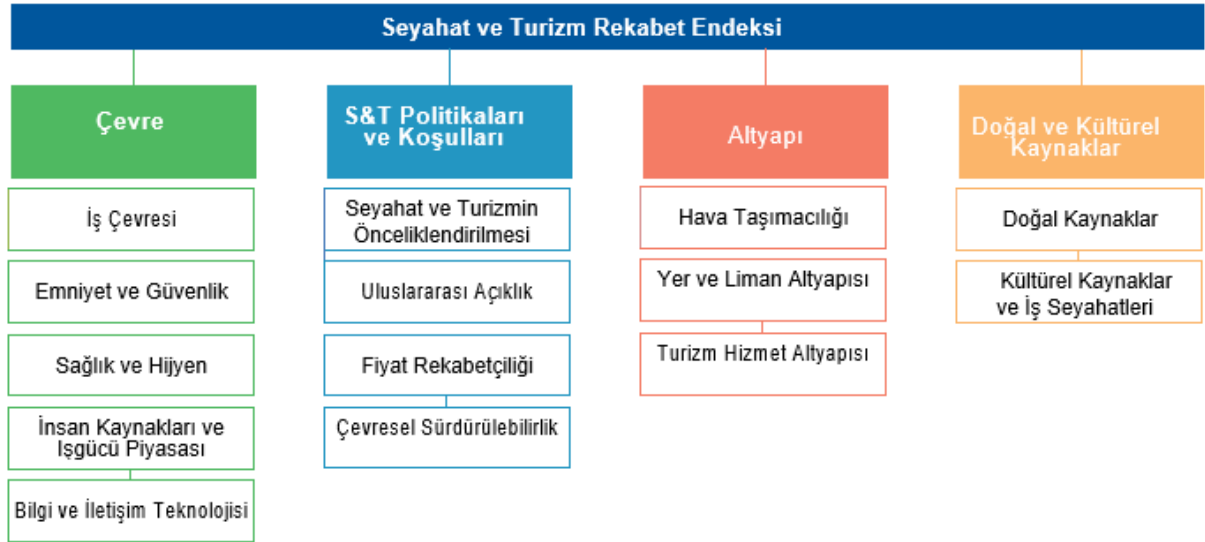 Seyahat ve Turizm Rekabet Endeksi
Çevre
İş Çevresi
Emniyet ve Güvenlik
Sağlık ve Hijyen
İnsan Kaynakları ve
Işgücü Piyasası
Bilgi ve İletişim Teknolojisi
S&T Politikaları
ve Koşulları
Seyahat ve Turizmin
Önceliklendirilmesi
Uluslararası Açıklık
Fiyat Rekabetçiliği
Çevresel Sürdürülebilirlik
Altyapı
Hava Taşımacılığı
Yer ve Liman Altyapısı
Turizm Hizmet Altyapısı
Doğal ve Kültürel
Kaynaklar
Doğal Kaynaklar
Kültürel Kaynaklar
ve İş Seyahatleri